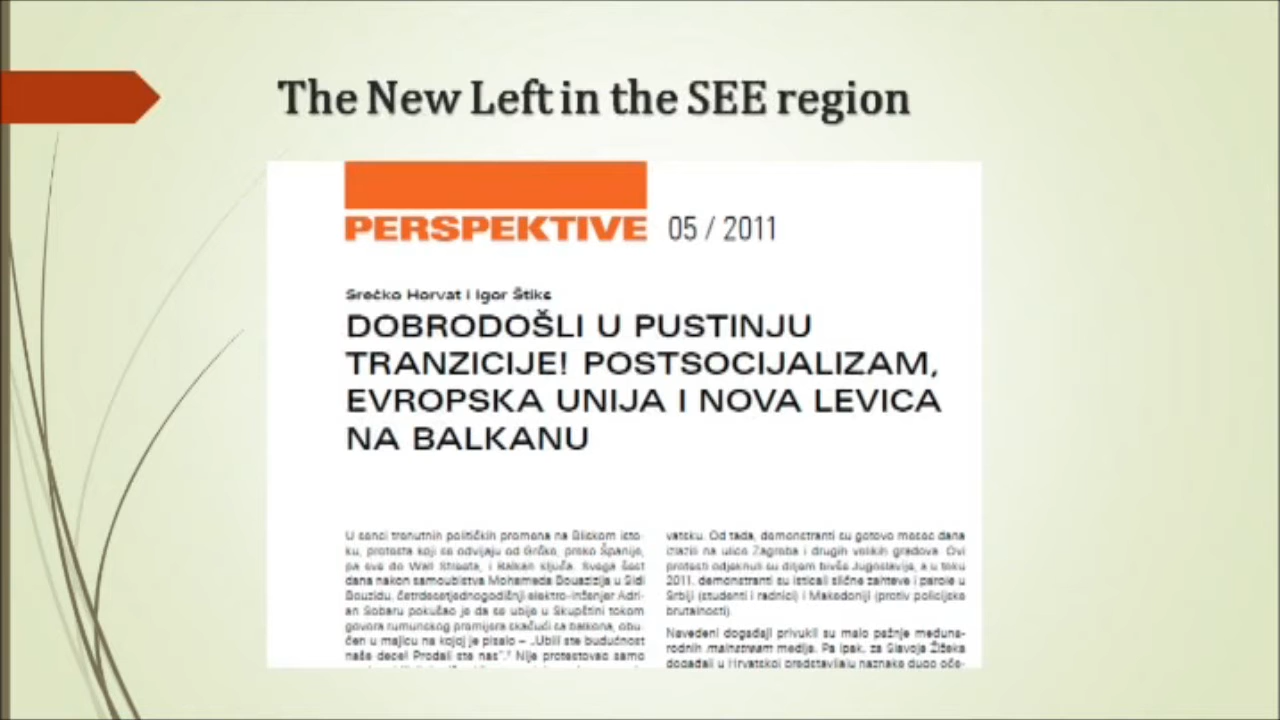 The New Left in the SEE region
PERSPEKTIVE 05 / 2011
Srećko Horvat i Igor Štiks
DOBRODOŠLI U PUSTINJU
TRANZICIJE! POSTSOCIJALIZAM,
EVROPSKA UNIJA I NOVA LEVICA
NA BALKANU
U senci trenutnih političkih promena na Bliskom isto-
ku, protesta koji se odvijaju od Grčke, preko Španije,
pa sve do Wall Streeta, i Balkan ključa. Svega šest
dana nakon samoubistva Mohameda Bouazizija u Sidi
Bouzidu, četrdesetjednogodišnji elektro-inženjer Adri-
an Sobaru pokušao je da se ubije u Skupštini tokom
govora rumunskog premijera skačući sa balkona, obu-
čen u majicu na kojoj je pisalo – „Ubili ste budućnost
naše dece! Prodali ste nas“.² Nije protestovao samo
vatsku. Od tada, demonstranti su gotovo mesec dana
izlazili na ulice Zagreba i drugih velikih gradova. Ovi
protesti odjeknuli su diljem bivše Jugoslavije, a u toku
2011. demonstranti su isticali slične zahteve i parole u
Srbiji (studenti i radnici) i Makedoniji (protiv policijske
brutalnosti).
Navedeni događaji privukli su malo pažnje međuna-
rodnih mainstream medija. Pa ipak, za Slavoja Žižeka
događaji u Hrvatskoj predstavljaju naznake dugo oče-